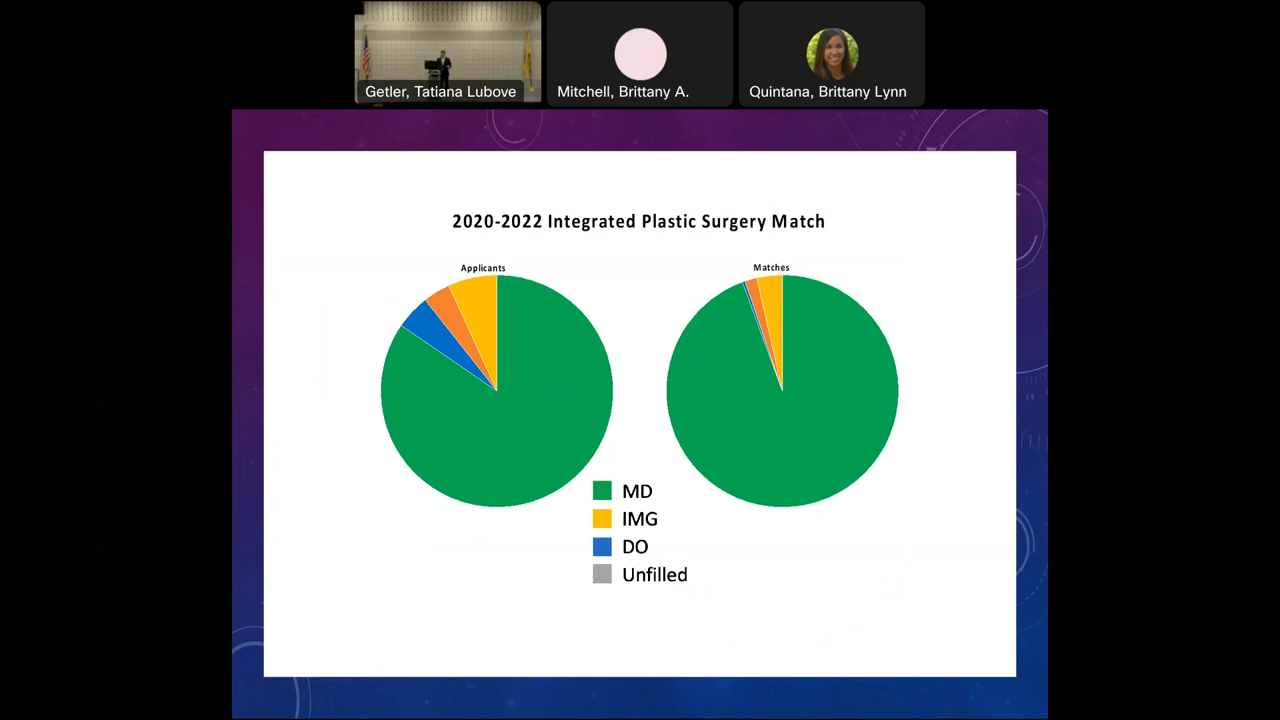 Getler, Tatiana Lubove
Mitchell, Brittany A.
Quintana, Brittany Lynn
2020-2022 Integrated Plastic Surgery Match
Applicants
Matches
MD
IMG
DO
Unfilled